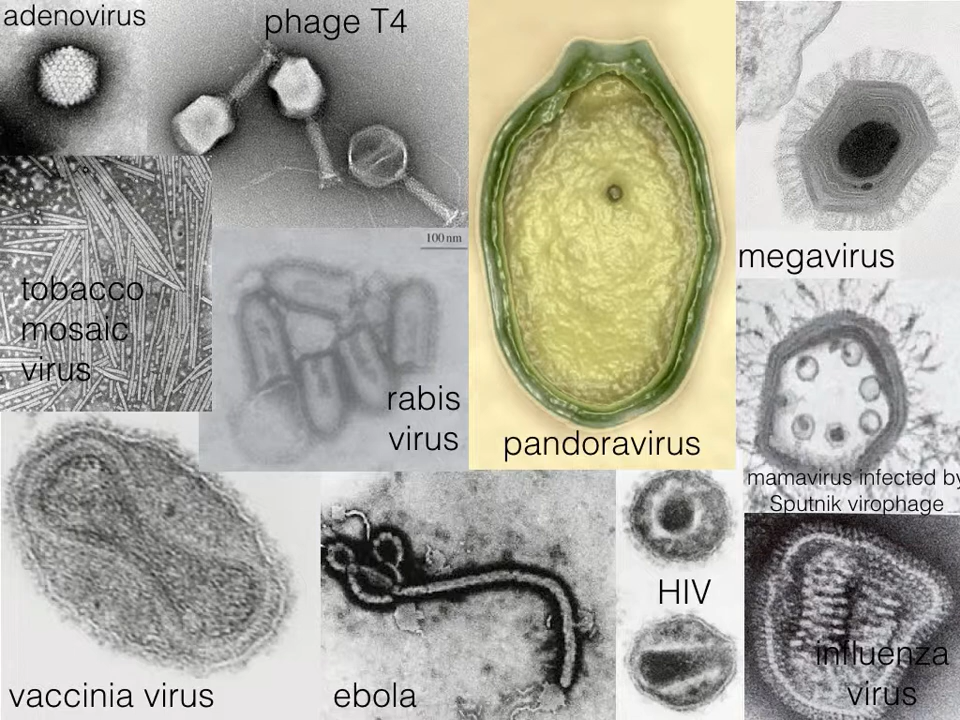 adenovirus
phage T4
tobacco
mosaic
virus
100 nm
rabis
virus
pandoravirus
megavirus
mamavirus infected by
Sputnik virophage
vaccinia virus
ebola
HIV
influenza
virus